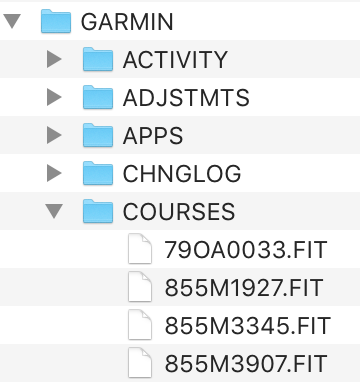 GARMIN
ACTIVITY
ADJSTMTS
APPS
CHNGLOG
COURSES
79OA0033.FIT
855M1927.FIT
855M3345.FIT
855M3907.FIT